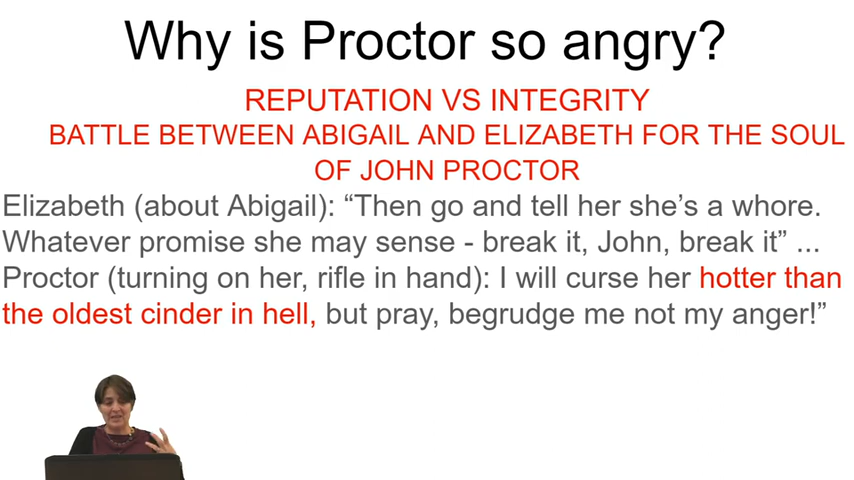 Why is Proctor so angry?
REPUTATION VS INTEGRITY
BATTLE BETWEEN ABIGAIL AND ELIZABETH FOR THE SOUL
OF JOHN PROCTOR
Elizabeth (about Abigail): “Then go and tell her she’s a whore.
Whatever promise she may sense - break it, John, break it” ...
Proctor (turning on her, rifle in hand): I will curse her hotter than
the oldest cinder in hell, but pray, begrudge me not my anger!”